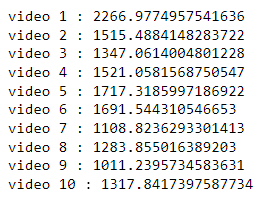 video 1 : 2266.9774957541636
video 2 : 1515.4884148283722
video 3 : 1347.0614004801228
video 4 : 1521.0581568750547
video 5 : 1717.3185997186922
video 6 : 1691.544310546653
video 7 : 1108.8236293301413
video 8 : 1283.855016389203
video 9 : 1011.2395734583631
video 10 : 1317.8417397587734